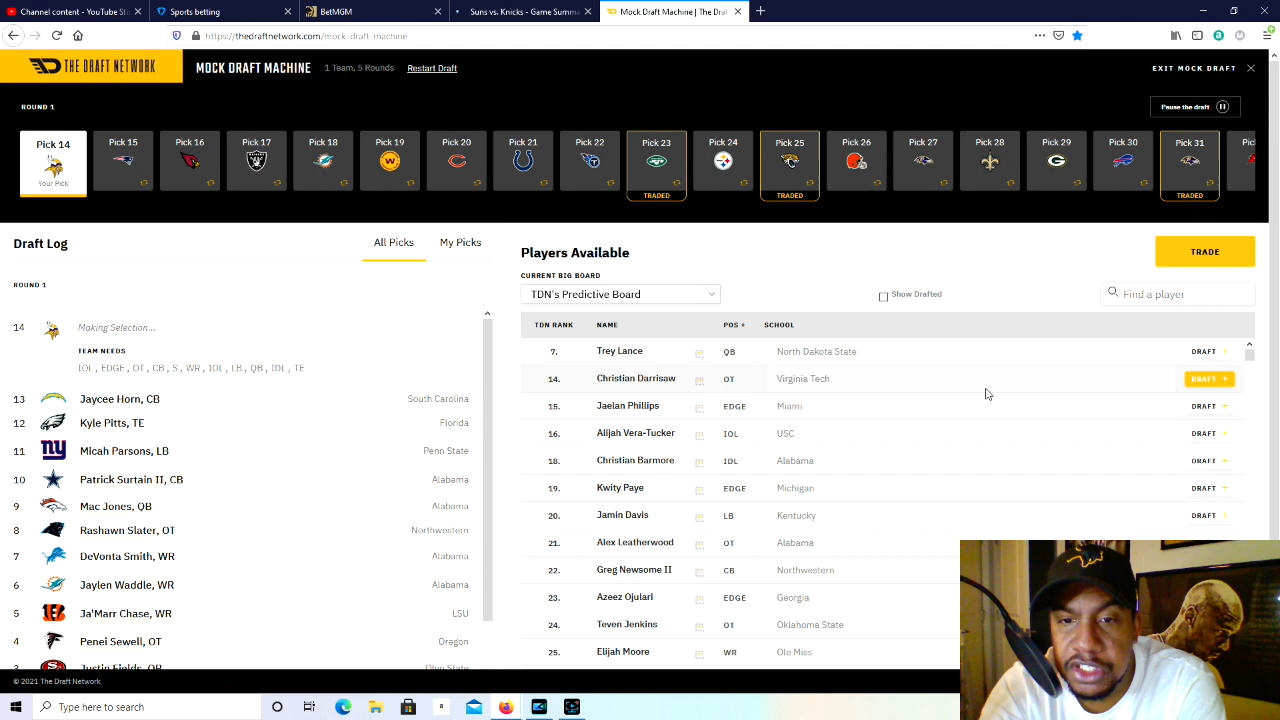 Channel content - YouTube St
Sports betting
BetMGM
Suns vs. Knicks - Game Summa
Mock Draft Machine | The Dra
https://thedraftnetwork.com/mock-draft-machine
THE DRAFT NETWORK
MOCK DRAFT MACHINE
1 Team, 5 Rounds
Restart Draft
EXIT MOCK DRAFT
ROUND 1
Pause the draft
Pick 14
Your Pick
Pick 15
Pick 16
Pick 17
Pick 18
Pick 19
Pick 20
Pick 21
Pick 22
Pick 23
TRADED
Pick 24
Pick 25
TRADED
Pick 26
Pick 27
Pick 28
Pick 29
Pick 30
Pick 31
TRADED
Draft Log
All Picks
My Picks
ROUND 1
14 Making Selection...
TEAM NEEDS
IOL , EDGE , OT , CB , S , WR , IOL , LB , QB , IDL , TE
13 Jaycee Horn, CB South Carolina
12 Kyle Pitts, TE Florida
11 Micah Parsons, LB Penn State
10 Patrick Surtain II, CB Alabama
9 Mac Jones, QB Alabama
8 Rashawn Slater, OT Northwestern
7 DeVonta Smith, WR Alabama
6 Jaylen Waddle, WR Alabama
5 Ja'Marr Chase, WR LSU
4 Penei Sewell, OT Oregon
3 Justin Fields, QB Ohio State
Players Available
TRADE
CURRENT BIG BOARD
TDN's Predictive Board
Show Drafted
Find a player
TDN RANK NAME POS + SCHOOL
7. Trey Lance QB North Dakota State DRAFT +
14. Christian Darrisaw OT Virginia Tech DRAFT +
15. Jaelan Phillips EDGE Miami DRAFT +
16. Alijah Vera-Tucker IOL USC DRAFT +
18. Christian Barmore IDL Alabama DRAFT +
19. Kwity Paye EDGE Michigan DRAFT +
20. Jamin Davis LB Kentucky DRAFT +
21. Alex Leatherwood OT Alabama
22. Greg Newsome II CB Northwestern
23. Azeez Ojulari EDGE Georgia
24. Teven Jenkins OT Oklahoma State
25. Elijah Moore WR Ole Miss
© 2021 The Draft Network
Type here to search